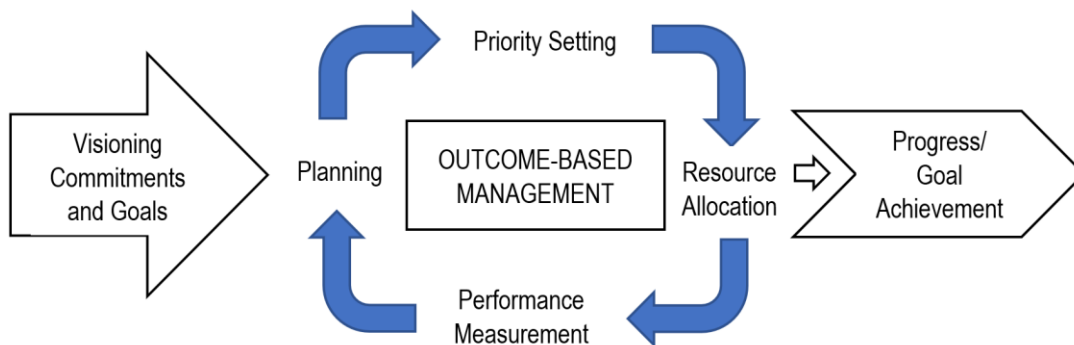 Visioning
Commitments
and Goals
Planning
Priority Setting
OUTCOME-BASED
MANAGEMENT
Resource
Allocation
Performance
Measurement
Progress/
Goal
Achievement